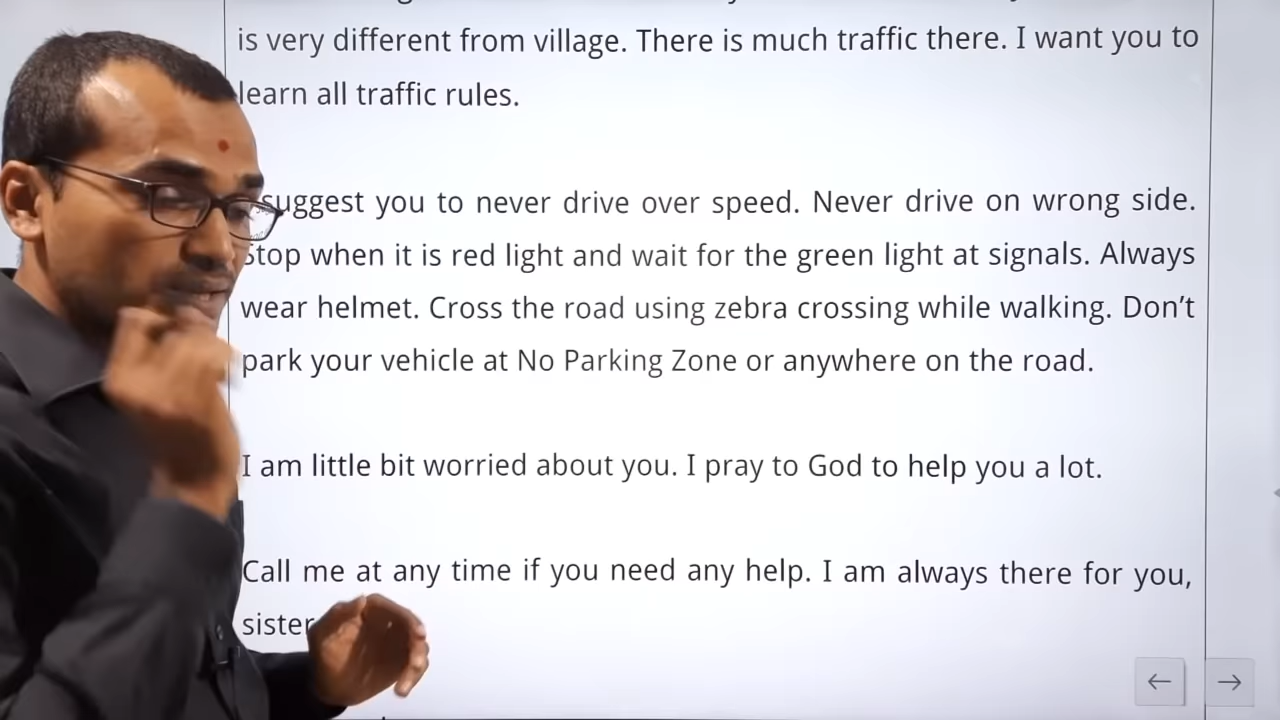 is very different from village. There is much traffic there. I want you to
learn all traffic rules.
suggest you to never drive over speed. Never drive on wrong side.
Stop when it is red light and wait for the green light at signals. Always
wear helmet. Cross the road using zebra crossing while walking. Don’t
park your vehicle at No Parking Zone or anywhere on the road.
I am little bit worried about you. I pray to God to help you a lot.
Call me at any time if you need any help. I am always there for you,
sister